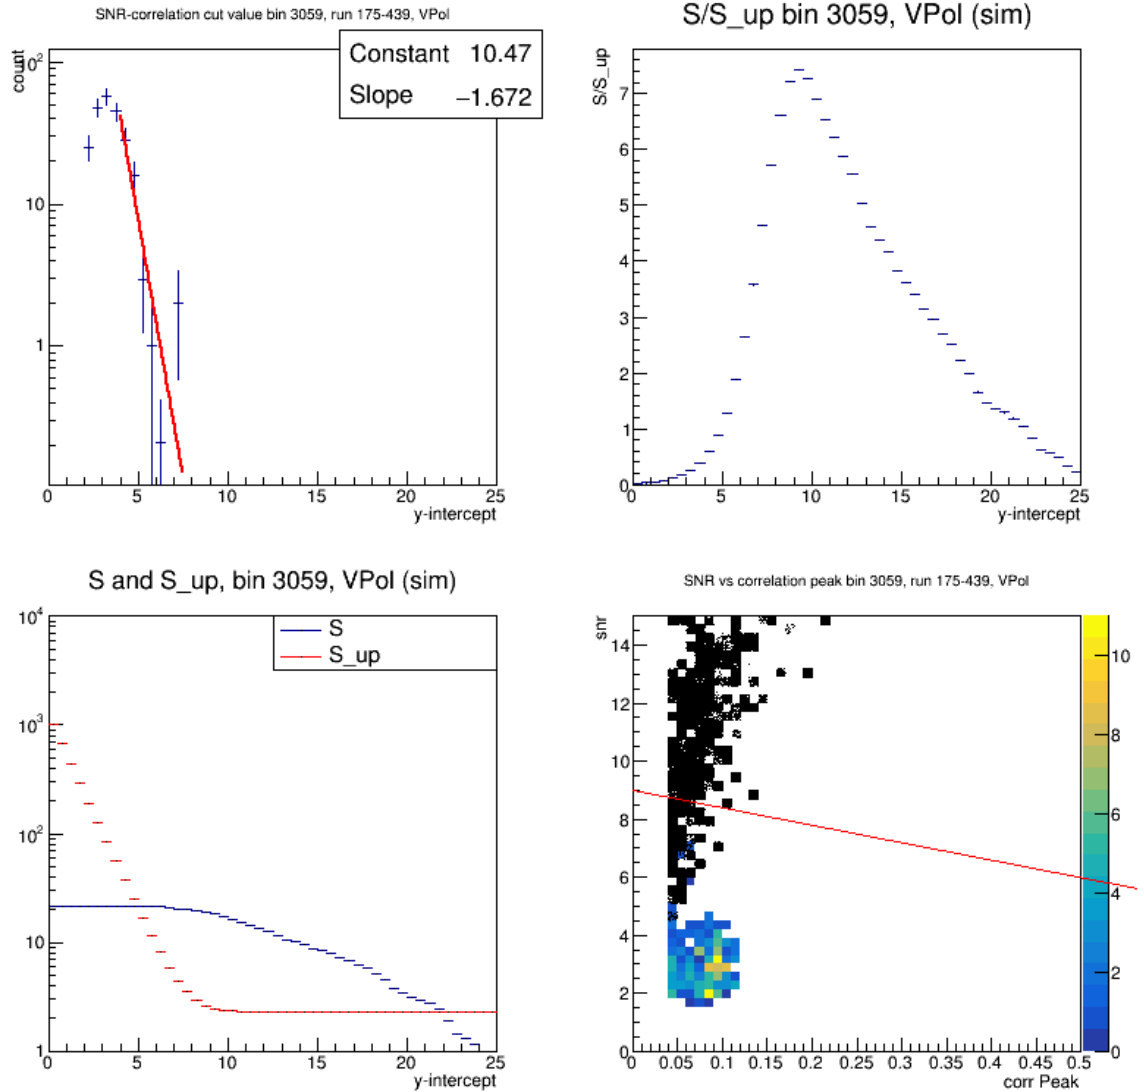 SNR-correlation cut value bin 3059, run 175-439, VPol
count
10²
10
1
Constant 10.47
Slope −1.672
0 5 10 15 20 25
y-intercept
S/S_up bin 3059, VPol (sim)
S/S_up
7
6
5
4
3
2
1
0
0 5 10 15 20 25
y-intercept
S and S_up, bin 3059, VPol (sim)
10⁴
10³
10²
10
1
S
S_up
0 5 10 15 20 25
y-intercept
SNR vs correlation peak bin 3059, run 175-439, VPol
snr
14
12
10
8
6
4
2
0
0 0.05 0.1 0.15 0.2 0.25 0.3 0.35 0.4 0.45 0.5
corr Peak
10
8
6
4
2
0